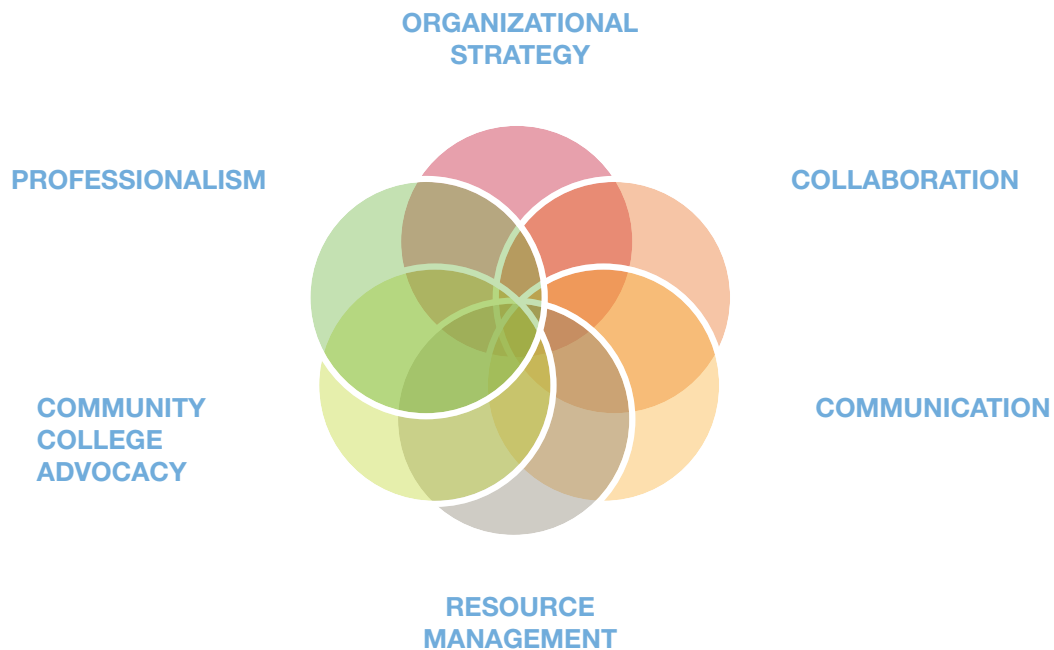 ORGANIZATIONAL
STRATEGY
PROFESSIONALISM
COLLABORATION
COMMUNITY
COLLEGE
ADVOCACY
COMMUNICATION
RESOURCE
MANAGEMENT